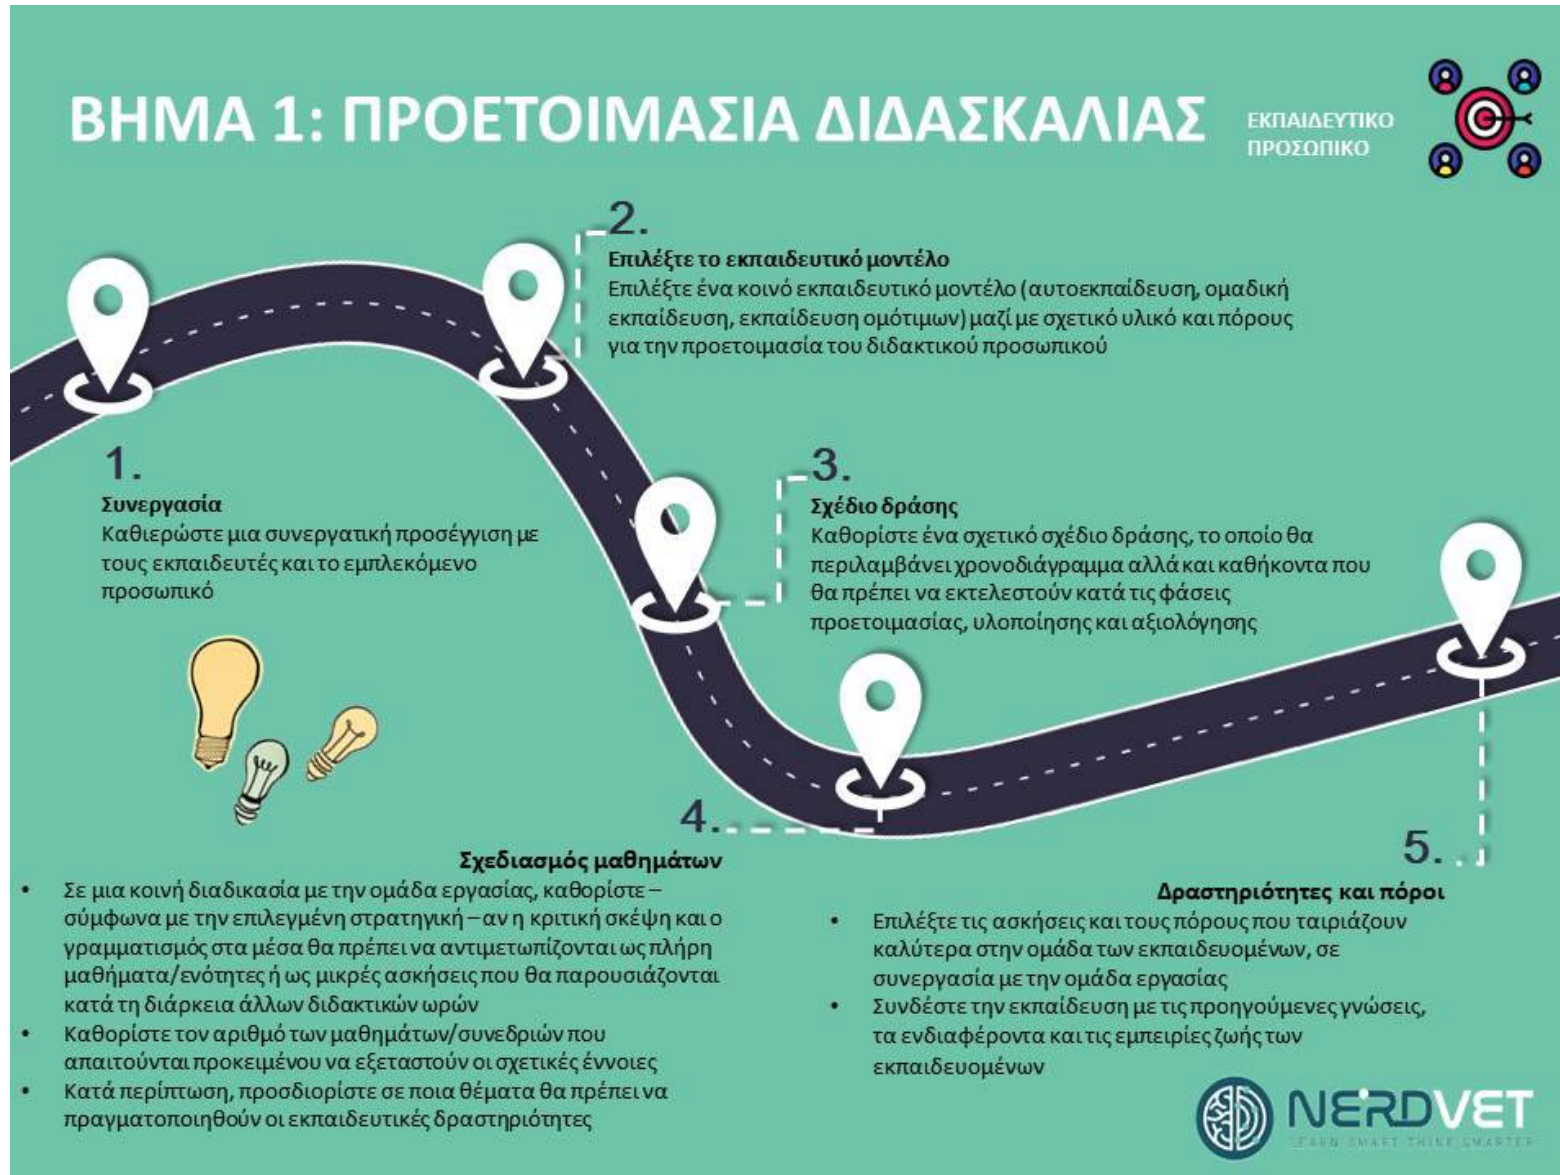 ΒΗΜΑ 1: ΠΡΟΕΤΟΙΜΑΣΙΑ ΔΙΔΑΣΚΑΛΙΑΣ
ΕΚΠΑΙΔΕΥΤΙΚΟ
ΠΡΟΣΩΠΙΚΟ
1.
Συνεργασία
Καθιερώστε μια συνεργατική προσέγγιση με
τους εκπαιδευτές και το εμπλεκόμενο
προσωπικό
2.
Επιλέξτε το εκπαιδευτικό μοντέλο
Επιλέξτε ένα κοινό εκπαιδευτικό μοντέλο (αυτοεκπαίδευση, ομαδική
εκπαίδευση, εκπαίδευση ομότιμων) μαζί με σχετικό υλικό και πόρους
για την προετοιμασία του διδακτικού προσωπικού
3.
Σχέδιο δράσης
Καθορίστε ένα σχετικό σχέδιο δράσης, το οποίο θα
περιλαμβάνει χρονοδιάγραμμα αλλά και καθήκοντα που
θα πρέπει να εκτελεστούν κατά τις φάσεις
προετοιμασίας, υλοποίησης και αξιολόγησης
4.
Σχεδιασμός μαθημάτων
• Σε μια κοινή διαδικασία με την ομάδα εργασίας, καθορίστε –
σύμφωνα με την επιλεγμένη στρατηγική – αν η κριτική σκέψη και ο
γραμματισμός στα μέσα θα πρέπει να αντιμετωπίζονται ως πλήρη
μαθήματα/ενότητες ή ως μικρές ασκήσεις που θα παρουσιάζονται
κατά τη διάρκεια άλλων διδακτικών ωρών
• Καθορίστε τον αριθμό των μαθημάτων/συνεδριών που
απαιτούνται προκειμένου να εξεταστούν οι σχετικές έννοιες
• Κατά περίπτωση, προσδιορίστε σε ποια θέματα θα πρέπει να
πραγματοποιηθούν οι εκπαιδευτικές δραστηριότητες
5.
Δραστηριότητες και πόροι
• Επιλέξτε τις ασκήσεις και τους πόρους που ταιριάζουν
καλύτερα στην ομάδα των εκπαιδευομένων, σε
συνεργασία με την ομάδα εργασίας
• Συνδέστε την εκπαίδευση με τις προηγούμενες γνώσεις,
τα ενδιαφέροντα και τις εμπειρίες ζωής των
εκπαιδευομένων
NERDVET
LEARN SMART THINK SMARTER